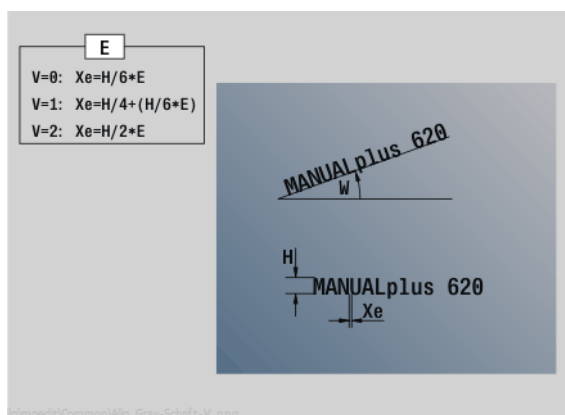 E
V=0: Xe=H/6*E
V=1: Xe=H/4+(H/6*E)
V=2: Xe=H/2*E
MANUALplus 620
W
H
MANUALplus 620
Xe